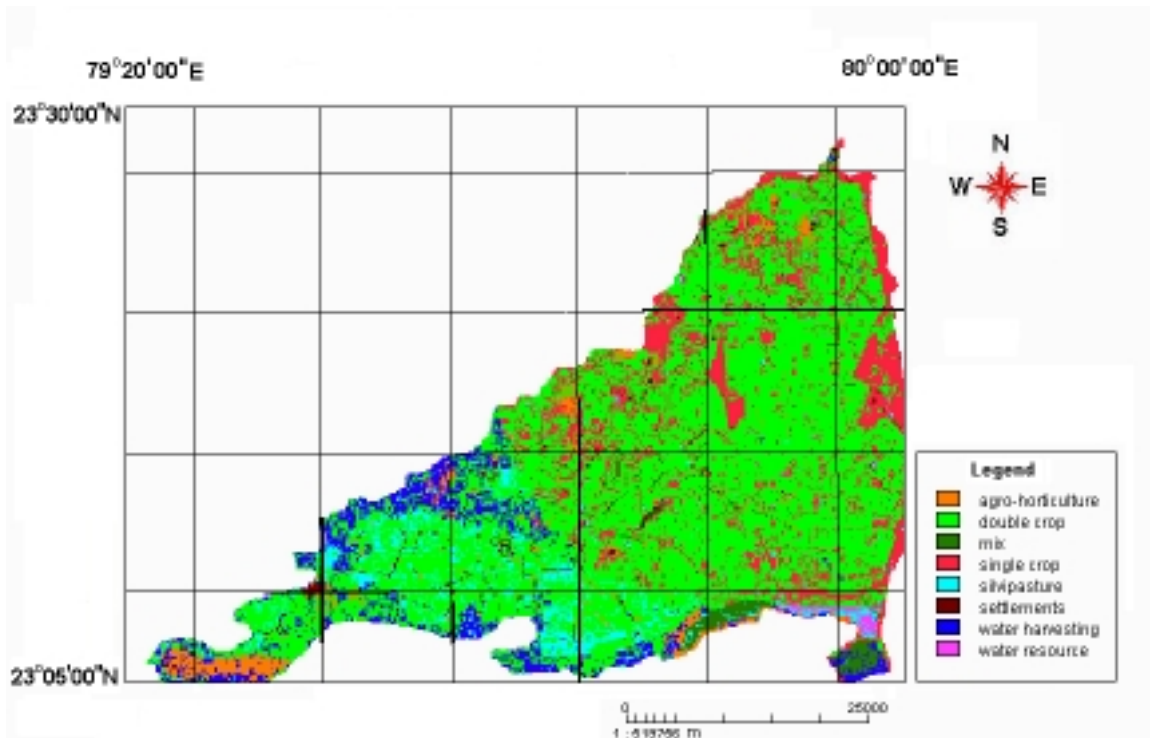 79°20'00"E
80°00'00"E
23°30'00"N
N
W E
S
Legend
agro-horticulture
double crop
mix
single crop
silvipasture
settlements
water harvesting
water resource
23°05'00"N
0 25000
m